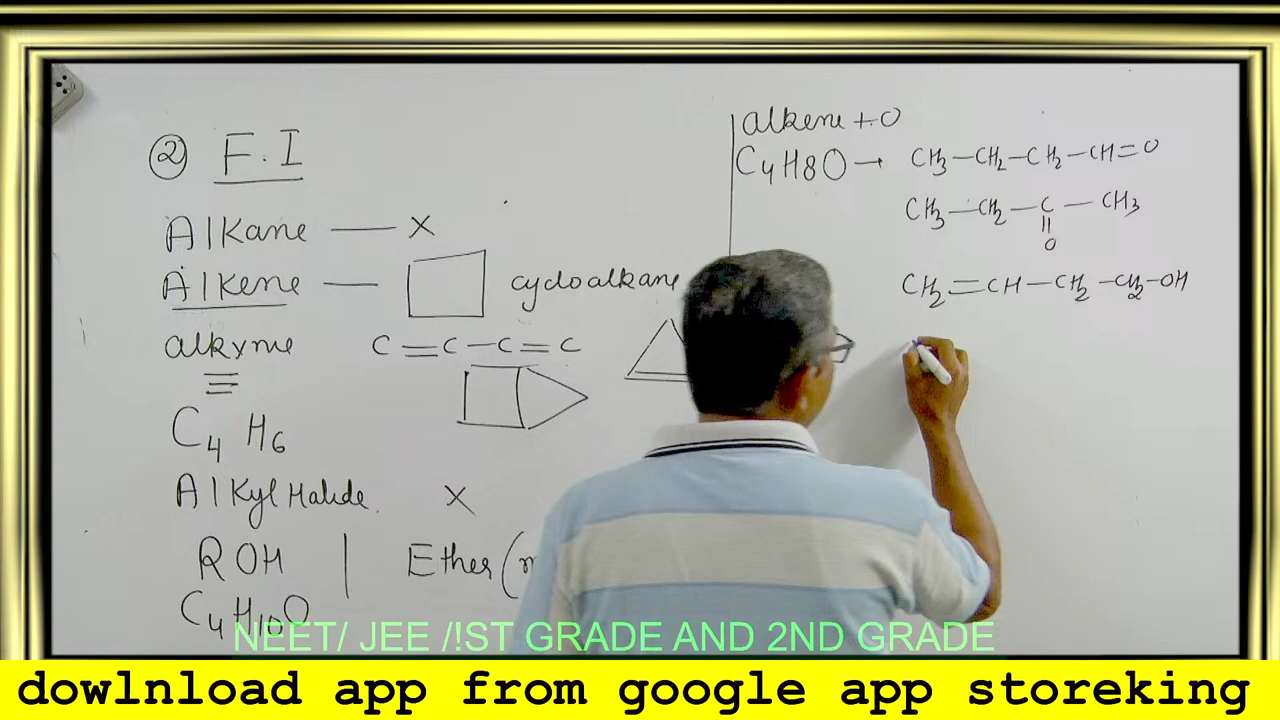 ② F.I
Alkane — X
Alkene — cycloalkane
alkyne C=C-C=C
≡
C4 H6
Alkyl Halide X
ROH | Ether (
C4H10O
alkene + O
C4H8O → CH3-CH2-CH2-CH=O
CH3-CH2-C-CH3
||
O
CH2=CH-CH2-CH2-OH
NEET/ JEE /!ST GRADE AND 2ND GRADE
dowlnload app from google app storeking